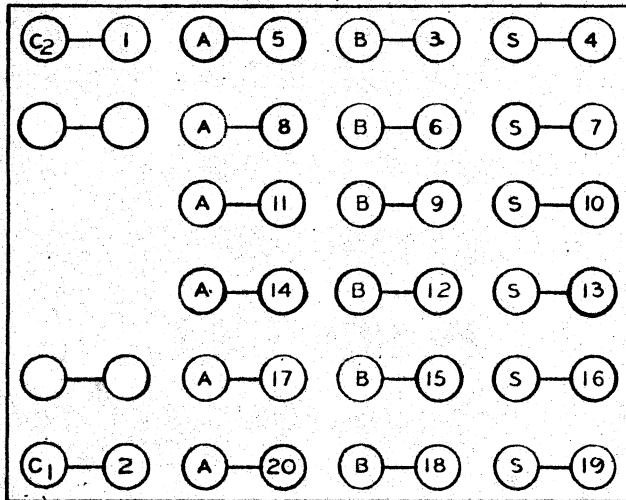 C2 1 A 5 B 3 S 4
A 8 B 6 S 7
A 11 B 9 S 10
A 14 B 12 S 13
A 17 B 15 S 16
C1 2 A 20 B 18 S 19